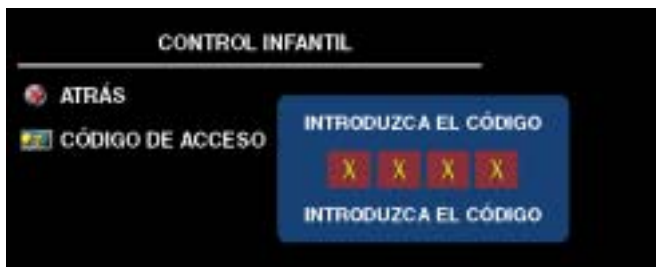 CONTROL INFANTIL
ATRÁS
CÓDIGO DE ACCESO
INTRODUZCA EL CÓDIGO
X X X X
INTRODUZCA EL CÓDIGO